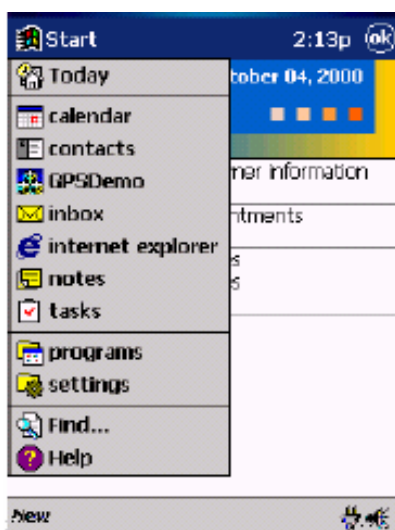 Start 2:13p ok
Today
tober 04, 2000
calendar
contacts
ner information
GPSDemo
inbox
ntments
internet explorer
s
notes
s
tasks
programs
settings
Find...
Help
New